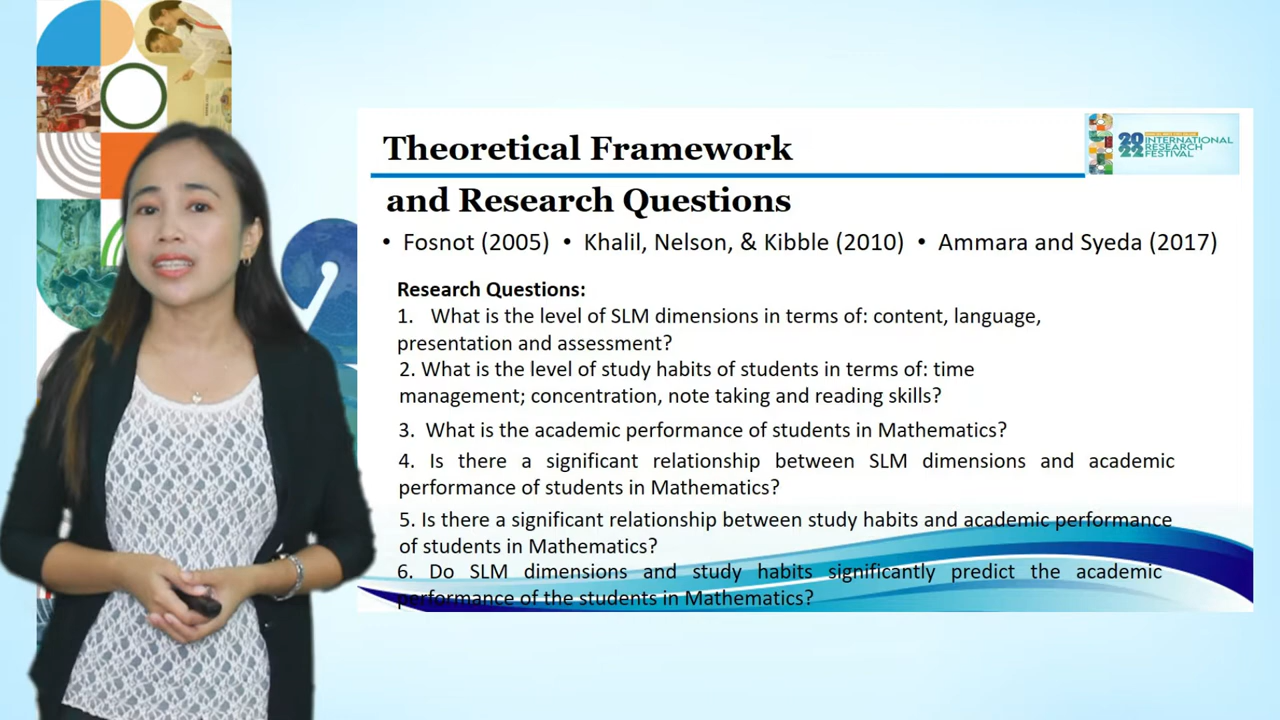 Theoretical Framework
and Research Questions
2022 INTERNATIONAL
RESEARCH
FESTIVAL
• Fosnot (2005) • Khalil, Nelson, & Kibble (2010) • Ammara and Syeda (2017)
Research Questions:
1. What is the level of SLM dimensions in terms of: content, language,
presentation and assessment?
2. What is the level of study habits of students in terms of: time
management; concentration, note taking and reading skills?
3. What is the academic performance of students in Mathematics?
4. Is there a significant relationship between SLM dimensions and academic
performance of students in Mathematics?
5. Is there a significant relationship between study habits and academic performance
of students in Mathematics?
6. Do SLM dimensions and study habits significantly predict the academic
performance of the students in Mathematics?